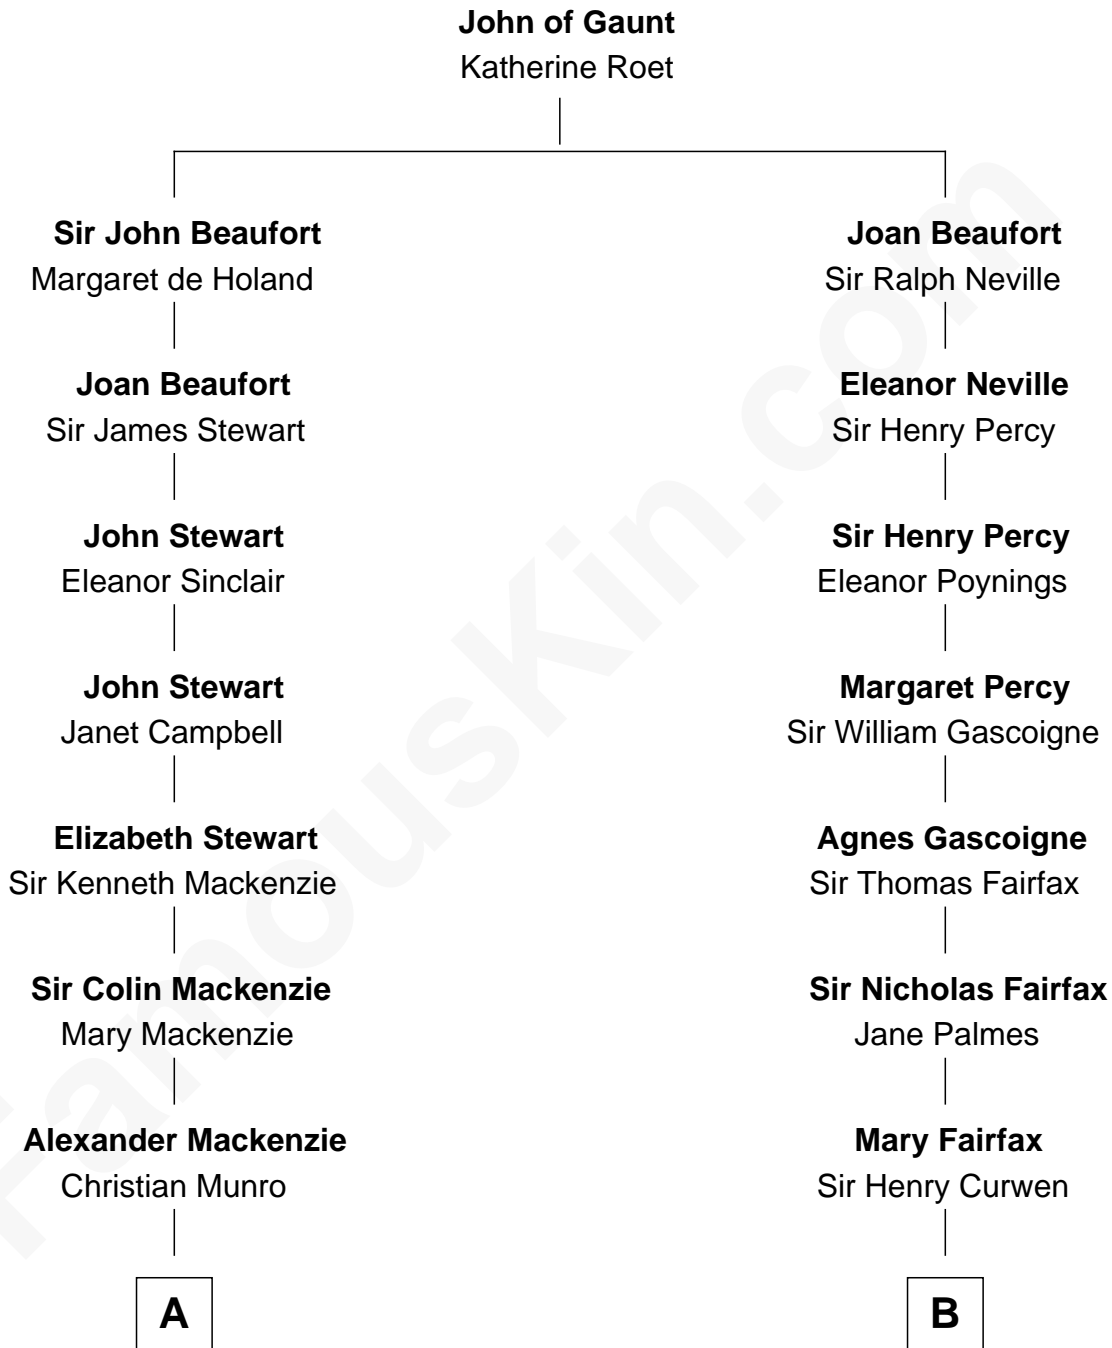 John of Gaunt
Katherine Roet
Sir John Beaufort
Margaret de Holand
Joan Beaufort
Sir James Stewart
John Stewart
Eleanor Sinclair
John Stewart
Janet Campbell
Elizabeth Stewart
Sir Kenneth Mackenzie
Sir Colin Mackenzie
Mary Mackenzie
Alexander Mackenzie
Christian Munro
A
Joan Beaufort
Sir Ralph Neville
Eleanor Neville
Sir Henry Percy
Sir Henry Percy
Eleanor Poynings
Margaret Percy
Sir William Gascoigne
Agnes Gascoigne
Sir Thomas Fairfax
Sir Nicholas Fairfax
Jane Palmes
Mary Fairfax
Sir Henry Curwen
B
FamousKin.com